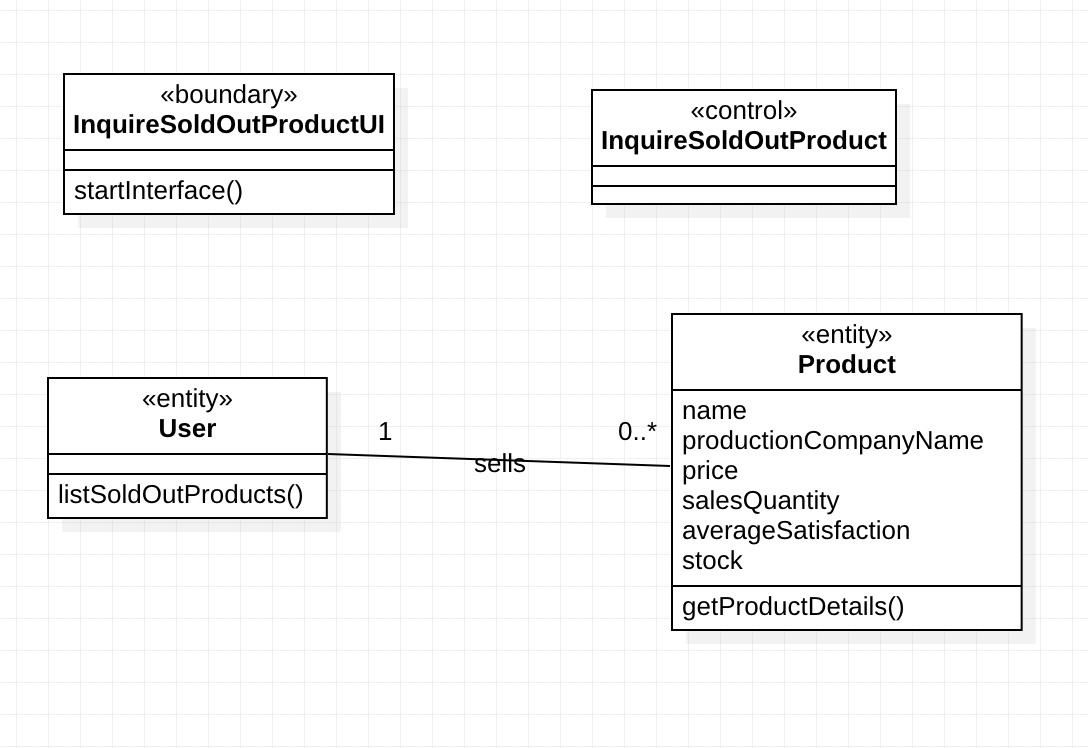 «boundary»
InquireSoldOutProductUI
startInterface()
«control»
InquireSoldOutProduct
«entity»
User
listSoldOutProducts()
1
sells
0..*
«entity»
Product
name
productionCompanyName
price
salesQuantity
averageSatisfaction
stock
getProductDetails()